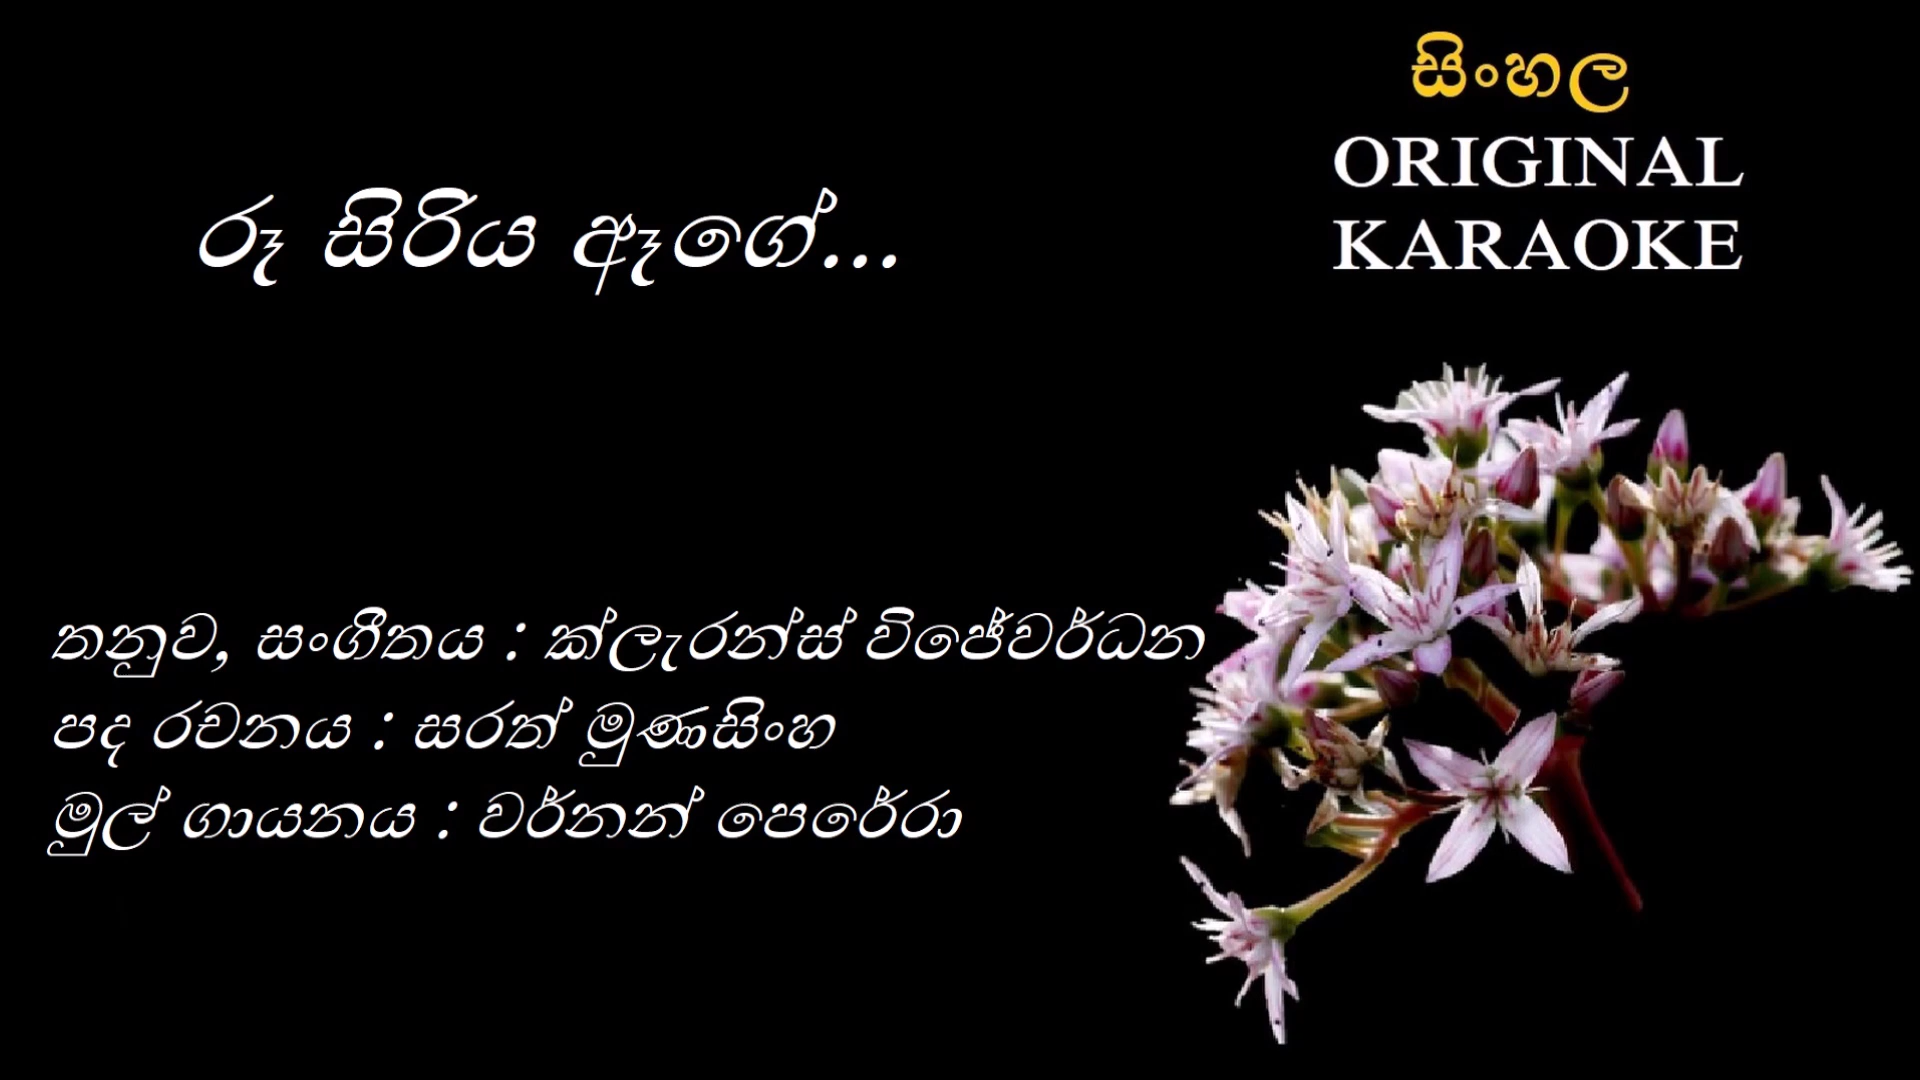 සිංහල
ORIGINAL
KARAOKE
රූ සිරිය ඇගේ...
තනුව, සංගීතය : ක්ලැරන්ස් විජේවර්ධන
පද රචනය : සරත් මුණසිංහ
මුල් ගායනය : වර්නන් පෙරේරා